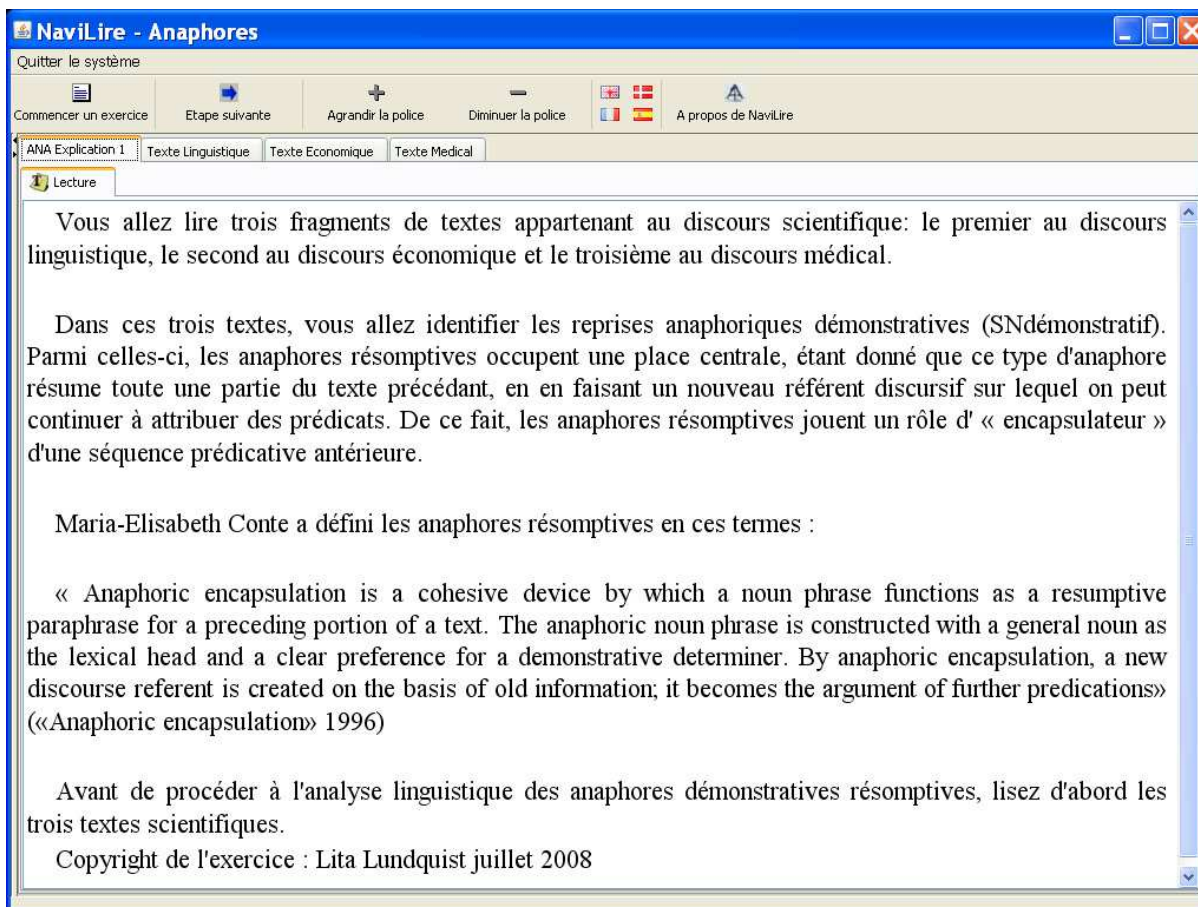 NaviLire - Anaphores
Quitter le système
Commencer un exercice Etape suivante Agrandir la police Diminuer la police A propos de NaviLire
ANA Explication 1 Texte Linguistique Texte Economique Texte Medical
Lecture
Vous allez lire trois fragments de textes appartenant au discours scientifique: le premier au discours
linguistique, le second au discours économique et le troisième au discours médical.
Dans ces trois textes, vous allez identifier les reprises anaphoriques démonstratives (SNdémonstratif).
Parmi celles-ci, les anaphores résomptives occupent une place centrale, étant donné que ce type d'anaphore
résume toute une partie du texte précédant, en en faisant un nouveau référent discursif sur lequel on peut
continuer à attribuer des prédicats. De ce fait, les anaphores résomptives jouent un rôle d' « encapsulateur »
d'une séquence prédicative antérieure.
Maria-Elisabeth Conte a défini les anaphores résomptives en ces termes :
« Anaphoric encapsulation is a cohesive device by which a noun phrase functions as a resumptive
paraphrase for a preceding portion of a text. The anaphoric noun phrase is constructed with a general noun as
the lexical head and a clear preference for a demonstrative determiner. By anaphoric encapsulation, a new
discourse referent is created on the basis of old information; it becomes the argument of further predications»
(«Anaphoric encapsulation» 1996)
Avant de procéder à l'analyse linguistique des anaphores démonstratives résomptives, lisez d'abord les
trois textes scientifiques.
Copyright de l'exercice : Lita Lundquist juillet 2008